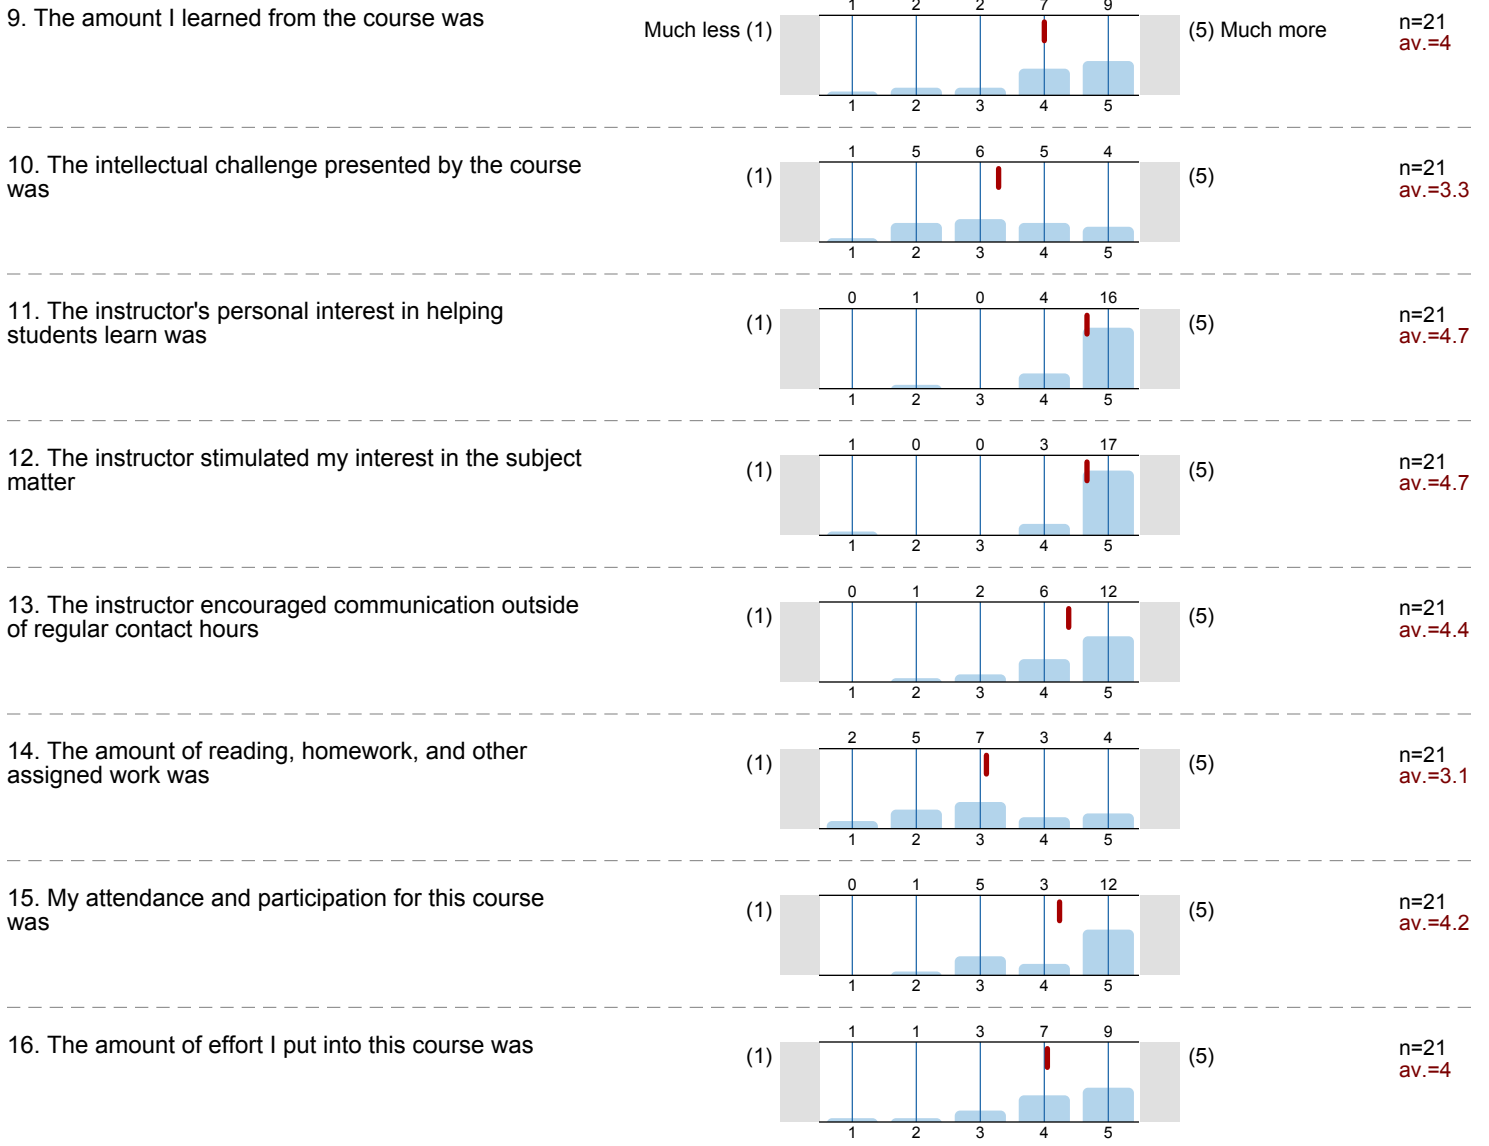 1 2 2 7 9
9. The amount I learned from the course was
Much less (1)
(5) Much more
n=21
av.=4
1 2 3 4 5
1 5 6 5 4
10. The intellectual challenge presented by the course
was
(1)
(5)
n=21
av.=3.3
1 2 3 4 5
0 1 0 4 16
11. The instructor's personal interest in helping
students learn was
(1)
(5)
n=21
av.=4.7
1 2 3 4 5
1 0 0 3 17
12. The instructor stimulated my interest in the subject
matter
(1)
(5)
n=21
av.=4.7
1 2 3 4 5
0 1 2 6 12
13. The instructor encouraged communication outside
of regular contact hours
(1)
(5)
n=21
av.=4.4
1 2 3 4 5
2 5 7 3 4
14. The amount of reading, homework, and other
assigned work was
(1)
(5)
n=21
av.=3.1
1 2 3 4 5
0 1 5 3 12
15. My attendance and participation for this course
was
(1)
(5)
n=21
av.=4.2
1 2 3 4 5
1 1 3 7 9
16. The amount of effort I put into this course was
(1)
(5)
n=21
av.=4
1 2 3 4 5